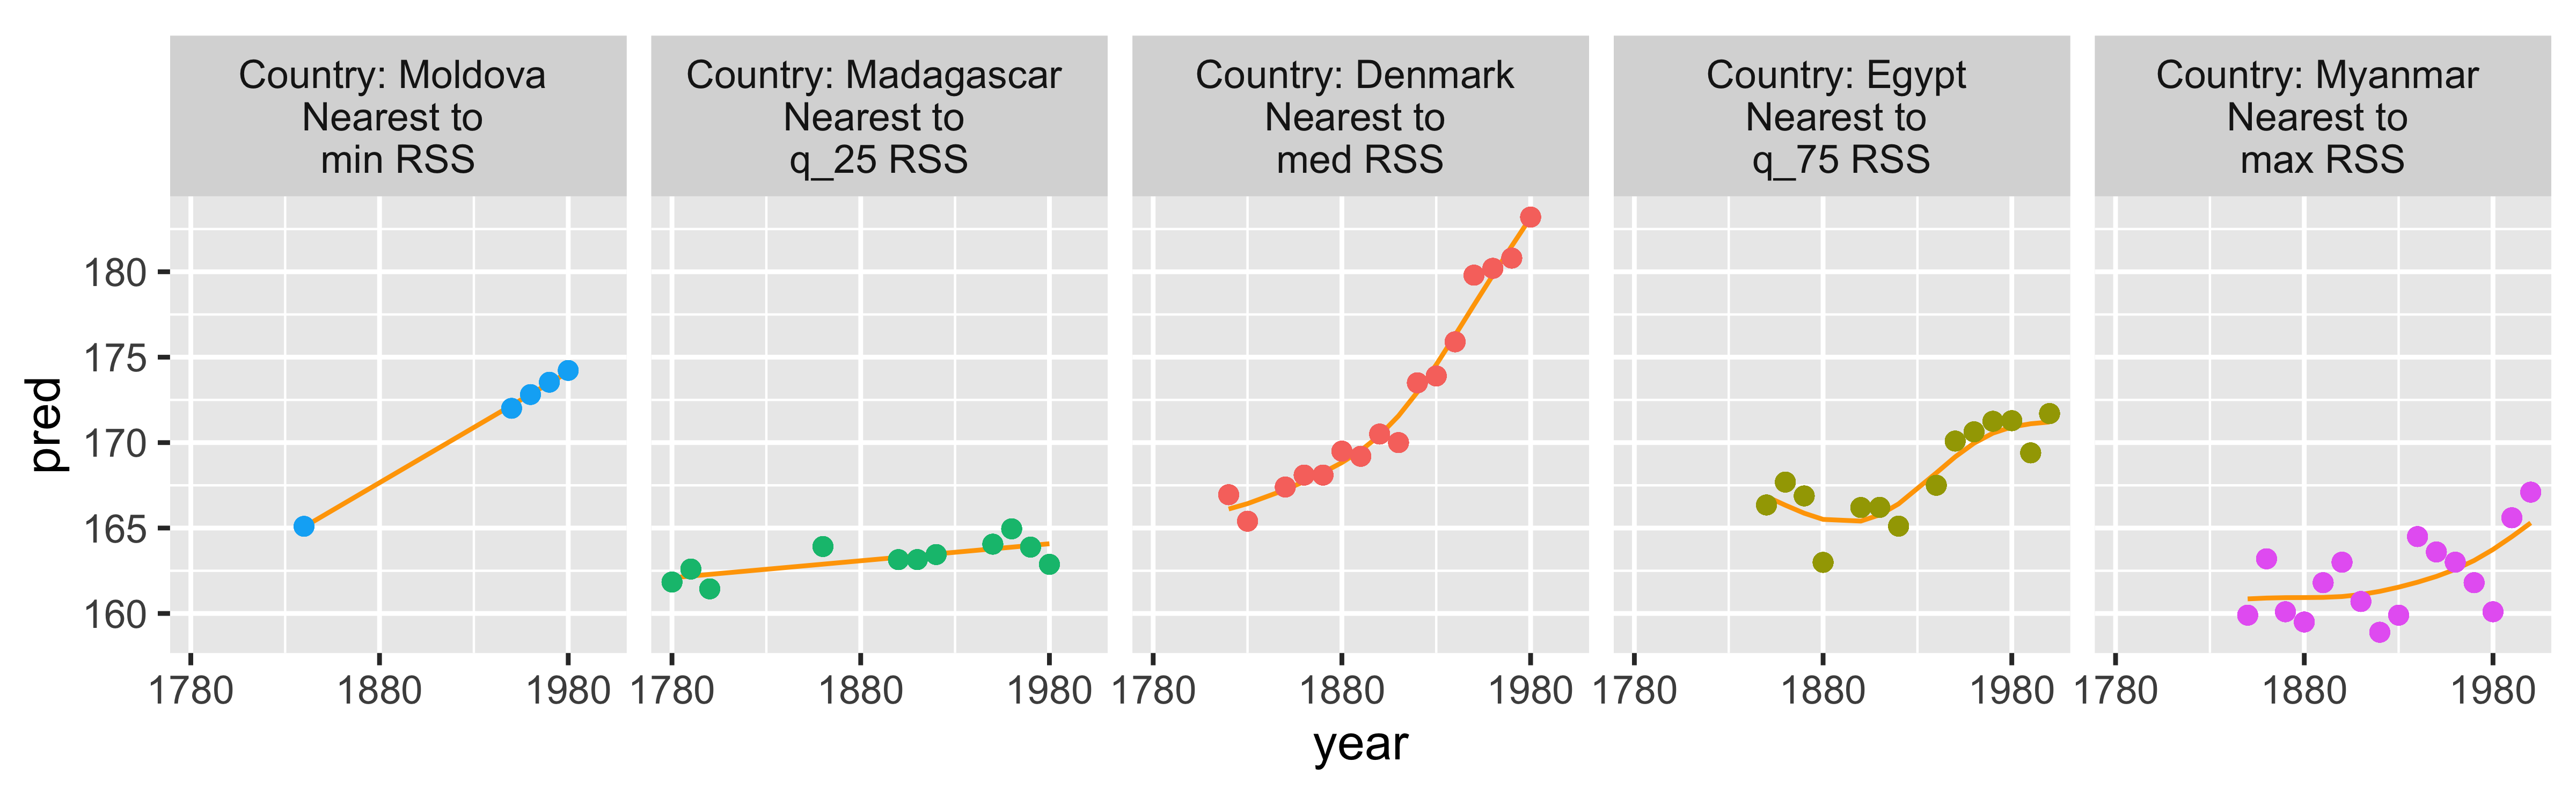 Country: Moldova
Nearest to
min RSS
Country: Madagascar
Nearest to
q_25 RSS
Country: Denmark
Nearest to
med RSS
Country: Egypt
Nearest to
q_75 RSS
Country: Myanmar
Nearest to
max RSS
pred
180
175
170
165
160
1780 1880 1980
1780 1880 1980
1780 1880 1980
1780 1880 1980
1780 1880 1980
year